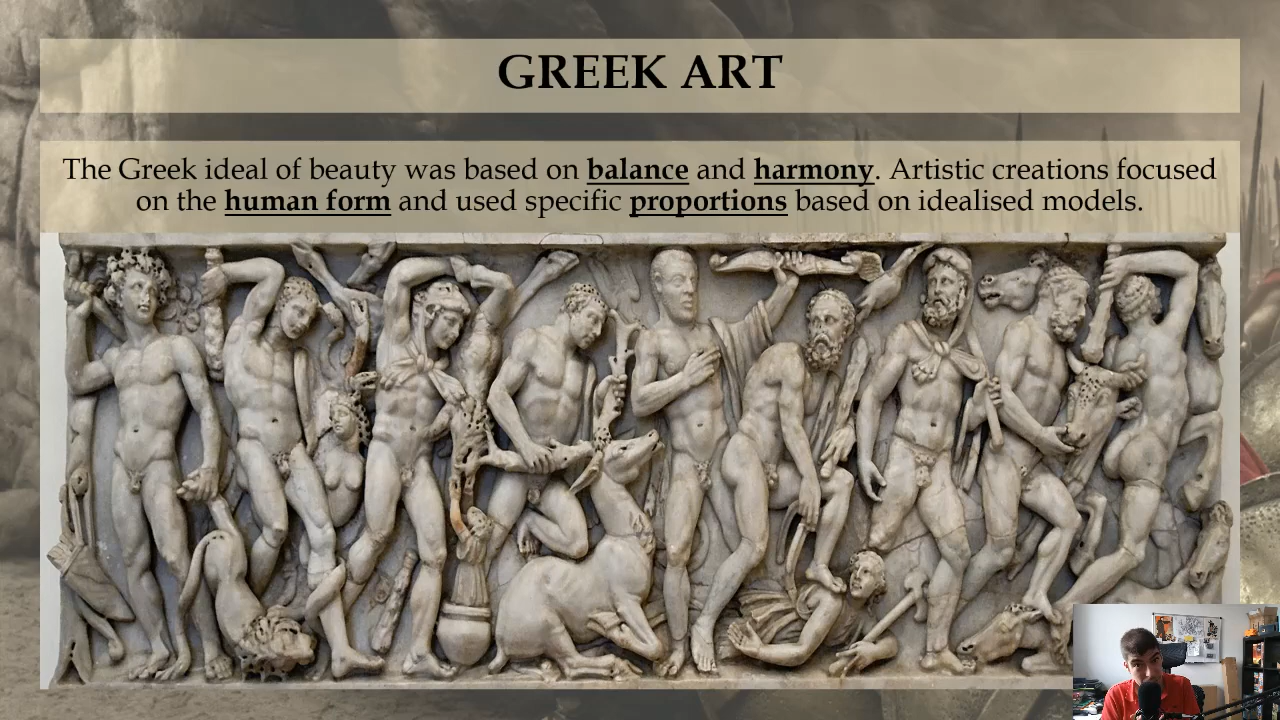 GREEK ART
The Greek ideal of beauty was based on balance and harmony. Artistic creations focused
on the human form and used specific proportions based on idealised models.